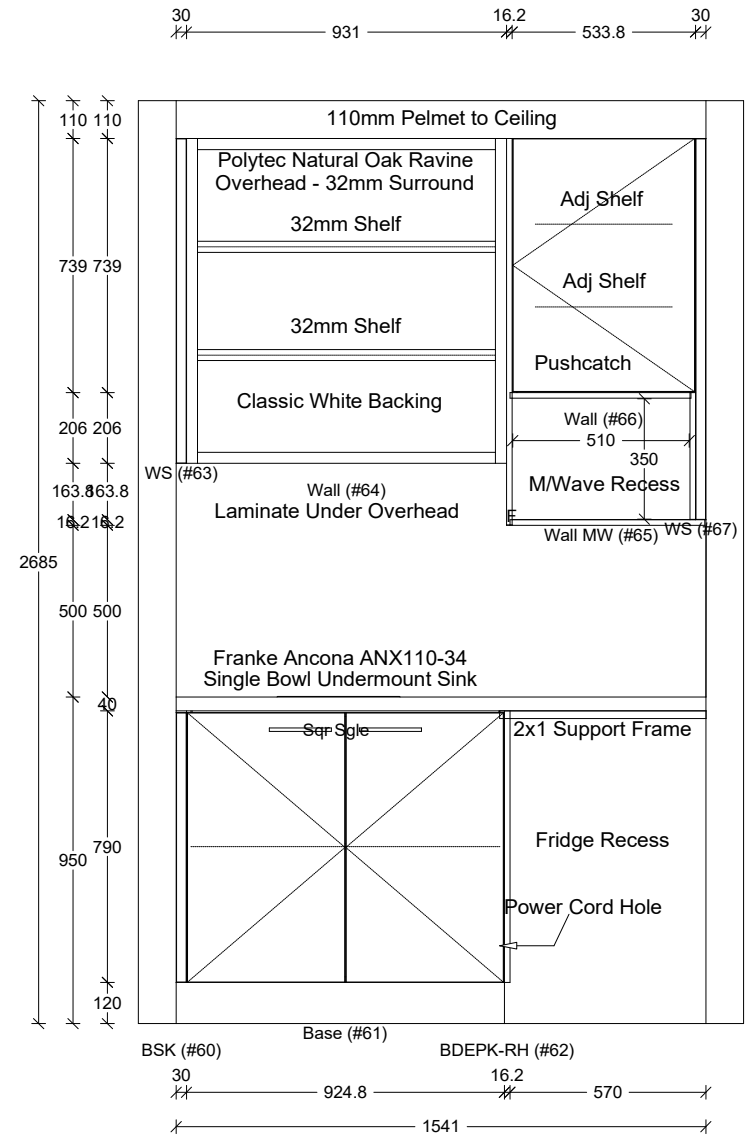 30
16.2
30
931
533.8
110
110
110mm Pelmet to Ceiling
Polytec Natural Oak Ravine
Overhead - 32mm Surround
Adj Shelf
32mm Shelf
739
739
Adj Shelf
32mm Shelf
Pushcatch
Classic White Backing
Wall (#66)
206
206
510
350
WS (#63)
M/Wave Recess
163.8
163.8
Wall (#64)
Laminate Under Overhead
16.2
16.2
F
WS (#67)
Wall MW (#65)
2685
500
500
Franke Ancona ANX110-34
Single Bowl Undermount Sink
40
Sqr Sgle
2x1 Support Frame
950
790
Fridge Recess
Power Cord Hole
120
Base (#61)
BSK (#60)
BDEPK-RH (#62)
30
16.2
924.8
570
1541